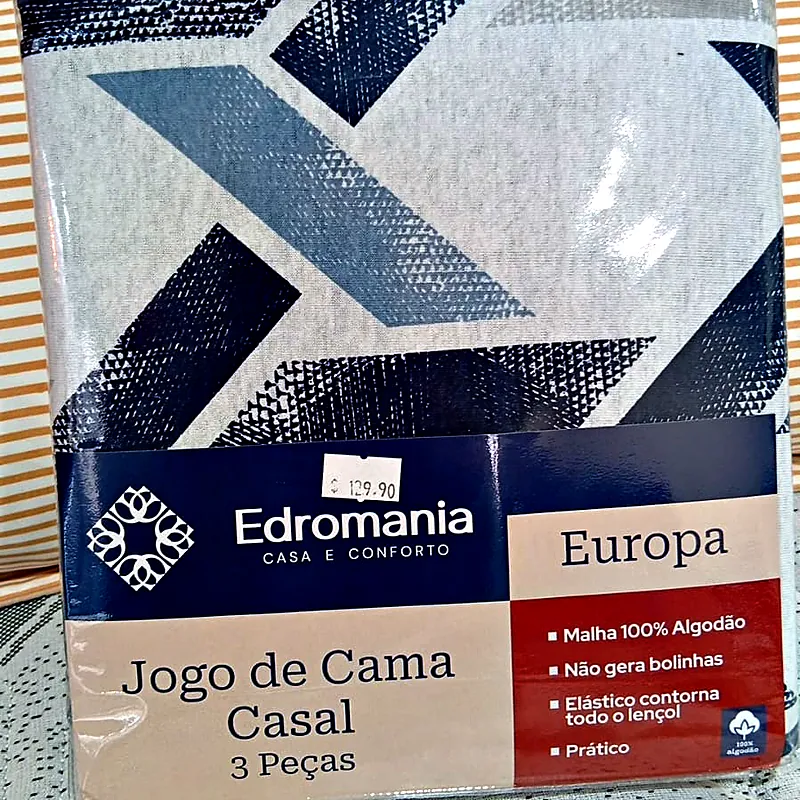 $ 129.90
Edromania
CASA E CONFORTO
Europa
Jogo de Cama
Casal
3 Peças
Malha 100% Algodão
Não gera bolinhas
Elástico contorna
todo o lençol
Prático
100%
algodão